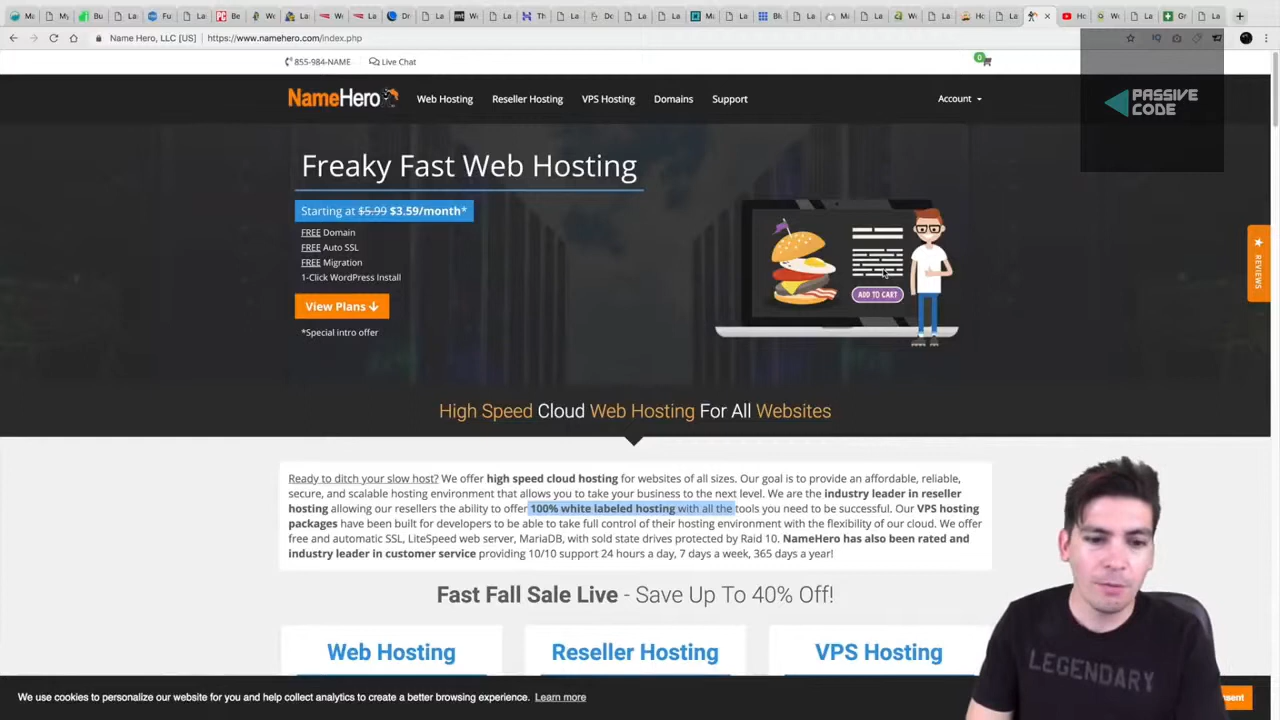 Name Hero, LLC [US]
https://www.namehero.com/index.php
855-984-NAME
Live Chat
0
NameHero
Web Hosting
Reseller Hosting
VPS Hosting
Domains
Support
Account
PASSIVE
CODE
Freaky Fast Web Hosting
Starting at $5.99 $3.59/month*
FREE Domain
FREE Auto SSL
FREE Migration
1-Click WordPress Install
View Plans
*Special intro offer
ADD TO CART
REVIEWS
High Speed Cloud Web Hosting For All Websites
Ready to ditch your slow host? We offer high speed cloud hosting for websites of all sizes. Our goal is to provide an affordable, reliable,
secure, and scalable hosting environment that allows you to take your business to the next level. We are the industry leader in reseller
hosting allowing our resellers the ability to offer 100% white labeled hosting with all the tools you need to be successful. Our VPS hosting
packages have been built for developers to be able to take full control of their hosting environment with the flexibility of our cloud. We offer
free and automatic SSL, LiteSpeed web server, MariaDB, with sold state drives protected by Raid 10. NameHero has also been rated and
industry leader in customer service providing 10/10 support 24 hours a day, 7 days a week, 365 days a year!
Fast Fall Sale Live - Save Up To 40% Off!
Web Hosting
Reseller Hosting
VPS Hosting
LEGENDARY
We use cookies to personalize our website for you and help collect analytics to create a better browsing experience. Learn more